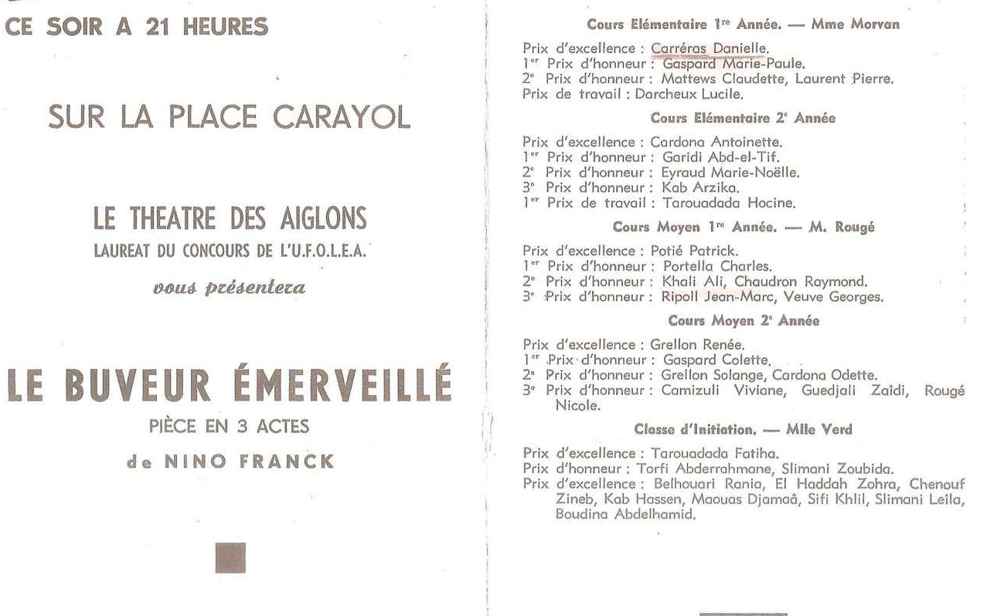 CE SOIR A 21 HEURES
SUR LA PLACE CARAYOL
LE THEATRE DES AIGLONS
LAUREAT DU CONCOURS DE L'U.F.O.L.E.A.
vous présentera
LE BUVEUR ÉMERVEILLÉ
PIÈCE EN 3 ACTES
de NINO FRANCK
Cours Elémentaire 1re Année. — Mme Morvan
Prix d'excellence : Carréras Danielle.
1er Prix d'honneur : Gaspard Marie-Paule.
2e Prix d'honneur : Mattews Claudette, Laurent Pierre.
Prix de travail : Darcheux Lucile.
Cours Elémentaire 2e Année
Prix d'excellence : Cardona Antoinette.
1er Prix d'honneur : Garidi Abd-el-Tif.
2e Prix d'honneur : Eyraud Marie-Noëlle.
3e Prix d'honneur : Kab Arzika.
1er Prix de travail : Tarouadada Hocine.
Cours Moyen 1re Année. — M. Rougé
Prix d'excellence : Potié Patrick.
1er Prix d'honneur : Portella Charles.
2e Prix d'honneur : Khali Ali, Chaudron Raymond.
3e Prix d'honneur : Ripoll Jean-Marc, Veuve Georges.
Cours Moyen 2e Année
Prix d'excellence : Grellon Renée.
1er Prix d'honneur : Gaspard Colette.
2e Prix d'honneur : Grellon Solange, Cardona Odette.
3e Prix d'honneur : Camizuli Viviane, Guedjali Zaïdi, Rougé
Nicole.
Classe d'Initiation. — Mlle Verd
Prix d'excellence : Tarouadada Fatiha.
Prix d'honneur : Torfi Abderrahmane, Slimani Zoubida.
Prix d'excellence : Belhouari Rania, El Haddah Zohra, Chenouf
Zineb, Kab Hassen, Maouas Djamaâ, Sifi Khlil, Slimani Leïla,
Boudina Abdelhamid.